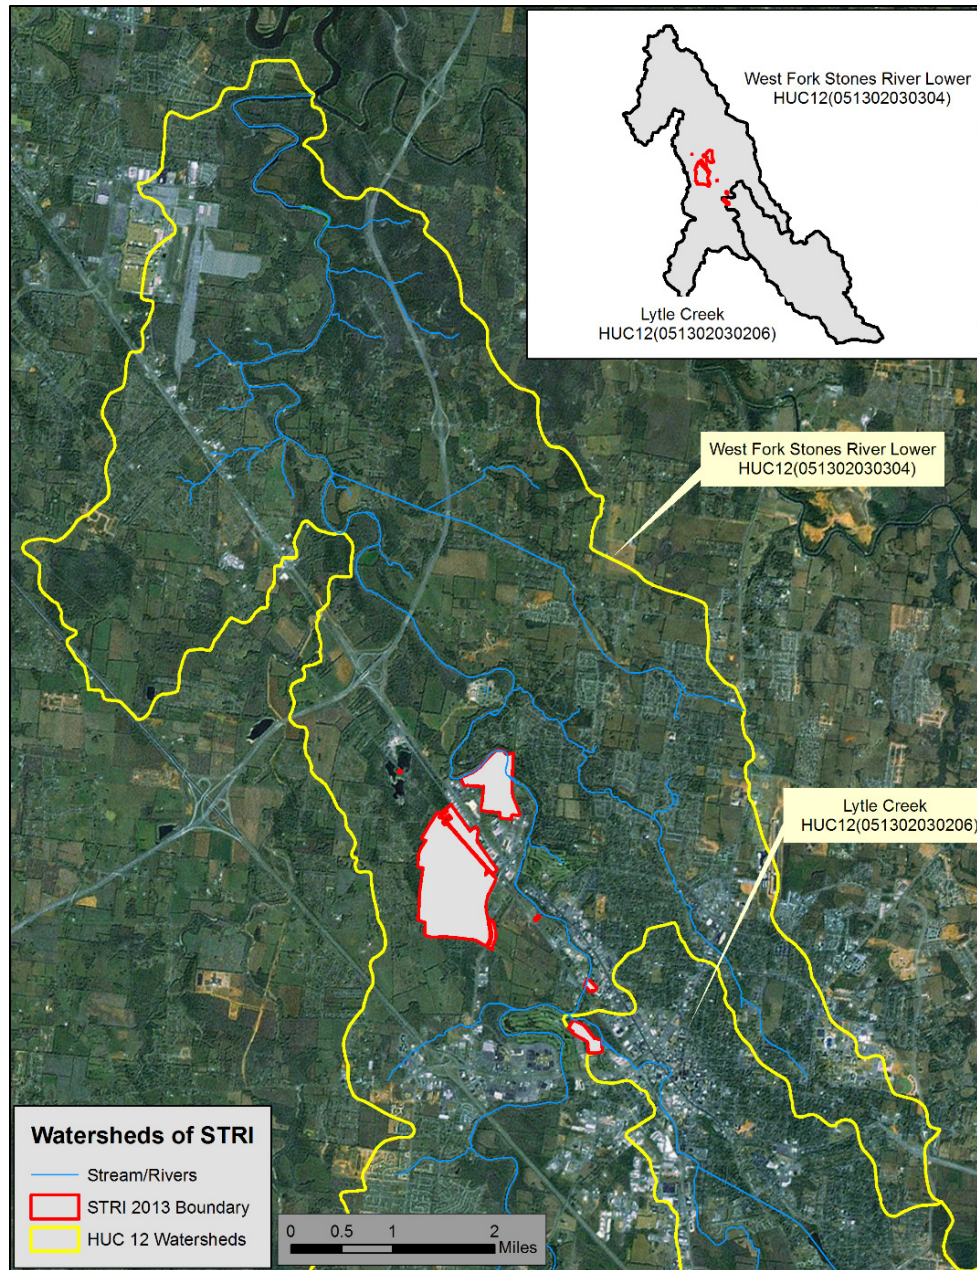 West Fork Stones River Lower
HUC12(051302030304)
Lytle Creek
HUC12(051302030206)
West Fork Stones River Lower
HUC12(051302030304)
Lytle Creek
HUC12(051302030206)
Watersheds of STRI
Stream/Rivers
STRI 2013 Boundary
HUC 12 Watersheds
0 0.5 1 2
Miles